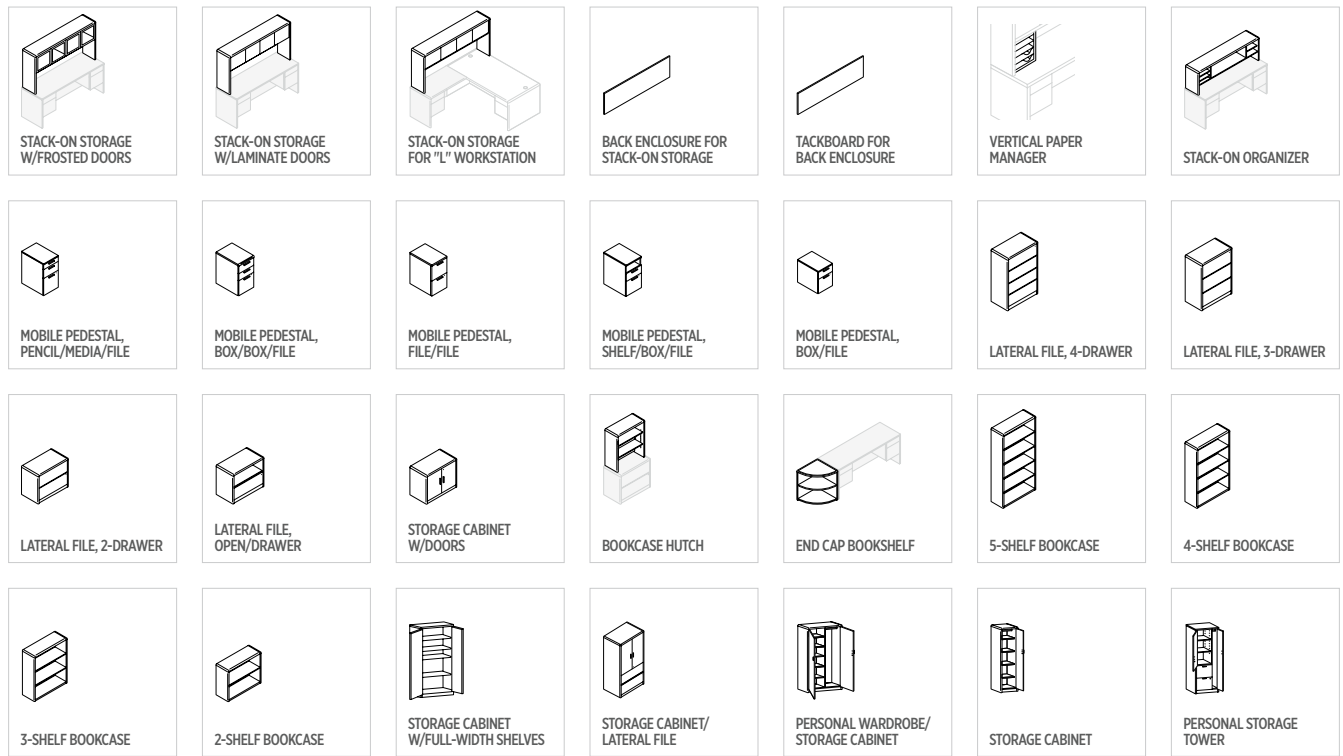 STACK-ON STORAGE
W/FROSTED DOORS
STACK-ON STORAGE
W/LAMINATE DOORS
STACK-ON STORAGE
FOR "L" WORKSTATION
BACK ENCLOSURE FOR
STACK-ON STORAGE
TACKBOARD FOR
BACK ENCLOSURE
VERTICAL PAPER
MANAGER
STACK-ON ORGANIZER
MOBILE PEDESTAL,
PENCIL/MEDIA/FILE
MOBILE PEDESTAL,
BOX/BOX/FILE
MOBILE PEDESTAL,
FILE/FILE
MOBILE PEDESTAL,
SHELF/BOX/FILE
MOBILE PEDESTAL,
BOX/FILE
LATERAL FILE, 4-DRAWER
LATERAL FILE, 3-DRAWER
LATERAL FILE, 2-DRAWER
LATERAL FILE,
OPEN/DRAWER
STORAGE CABINET
W/DOORS
BOOKCASE HUTCH
END CAP BOOKSHELF
5-SHELF BOOKCASE
4-SHELF BOOKCASE
3-SHELF BOOKCASE
2-SHELF BOOKCASE
STORAGE CABINET
W/FULL-WIDTH SHELVES
STORAGE CABINET/
LATERAL FILE
PERSONAL WARDROBE/
STORAGE CABINET
STORAGE CABINET
PERSONAL STORAGE
TOWER